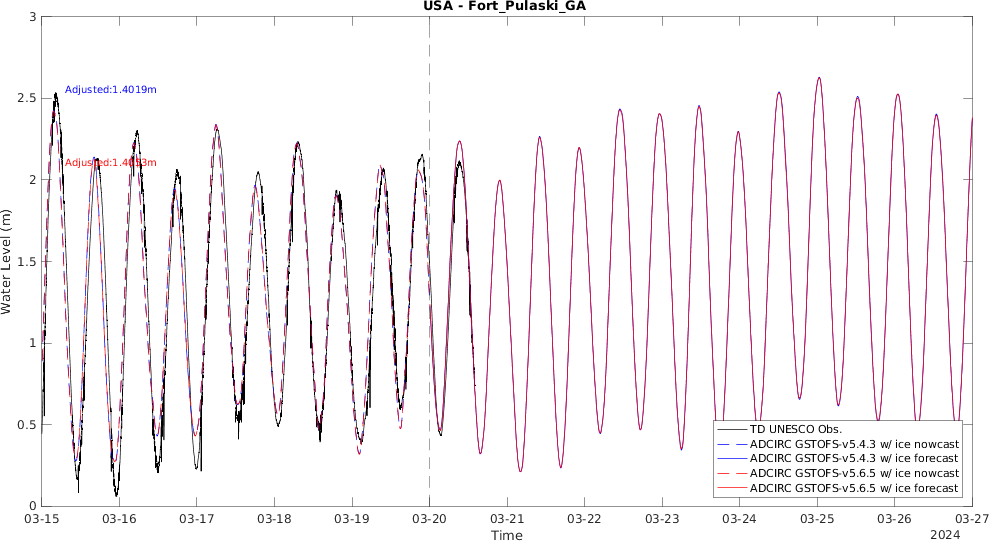 USA - Fort_Pulaski_GA
3
2.5
2
1.5
1
0.5
0
Water Level (m)
Adjusted:1.4019m
TD UNESCO Obs.
ADCIRC GSTOFS-v5.4.3 w/ ice nowcast
ADCIRC GSTOFS-v5.4.3 w/ ice forecast
ADCIRC GSTOFS-v5.6.5 w/ ice nowcast
ADCIRC GSTOFS-v5.6.5 w/ ice forecast
03-15 03-16 03-17 03-18 03-19 03-20 03-21 03-22 03-23 03-24 03-25 03-26 03-27
Time
2024